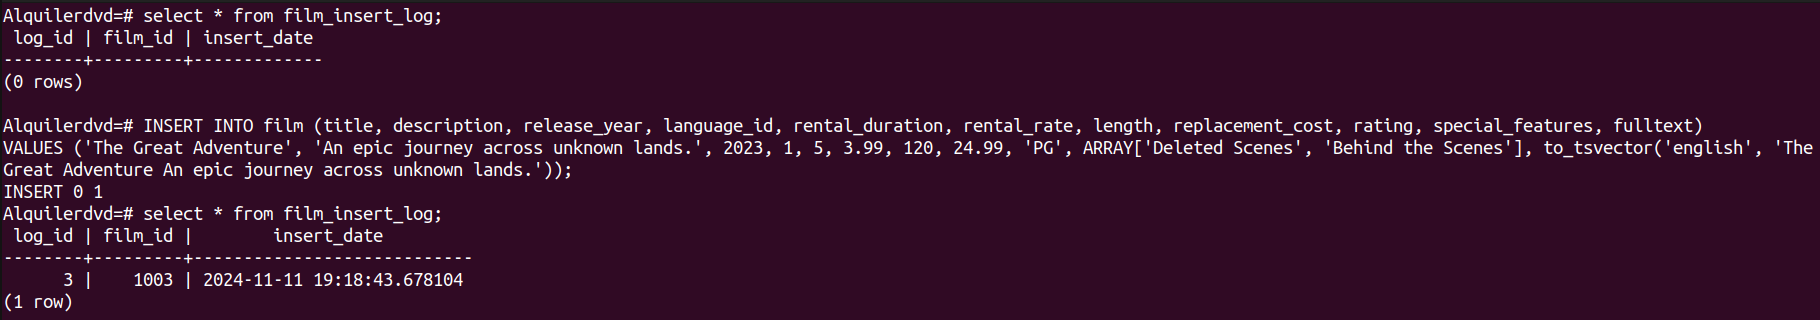 Alquilerdvd=# select * from film_insert_log;
 log_id | film_id | insert_date
--------+---------+-------------
(0 rows)

Alquilerdvd=# INSERT INTO film (title, description, release_year, language_id, rental_duration, rental_rate, length, replacement_cost, rating, special_features, fulltext)
VALUES ('The Great Adventure', 'An epic journey across unknown lands.', 2023, 1, 5, 3.99, 120, 24.99, 'PG', ARRAY['Deleted Scenes', 'Behind the Scenes'], to_tsvector('english', 'The
Great Adventure An epic journey across unknown lands.'));
INSERT 0 1
Alquilerdvd=# select * from film_insert_log;
 log_id | film_id |        insert_date
--------+---------+----------------------------
      3 |    1003 | 2024-11-11 19:18:43.678104
(1 row)